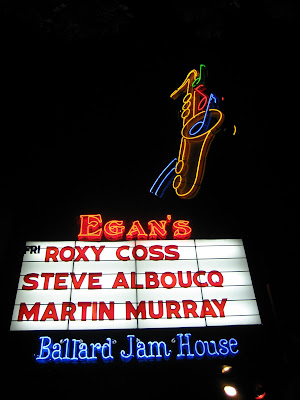 EGAN'S
FRI ROXY COSS
STEVE ALBOUCQ
MARTIN MURRAY
Ballard Jam House